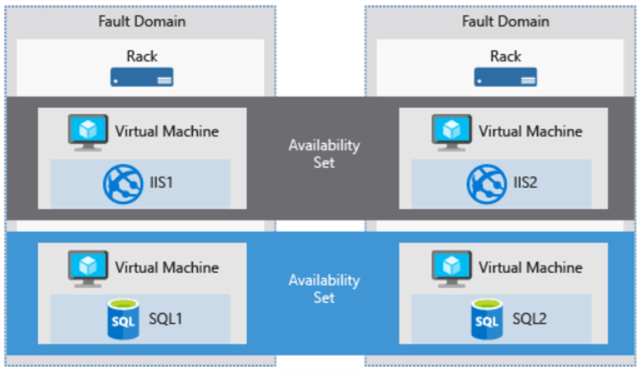 Fault Domain
Fault Domain
Rack
Rack
Virtual Machine
Availability
Set
Virtual Machine
IIS1
IIS2
Virtual Machine
Availability
Set
Virtual Machine
SQL SQL1
SQL SQL2